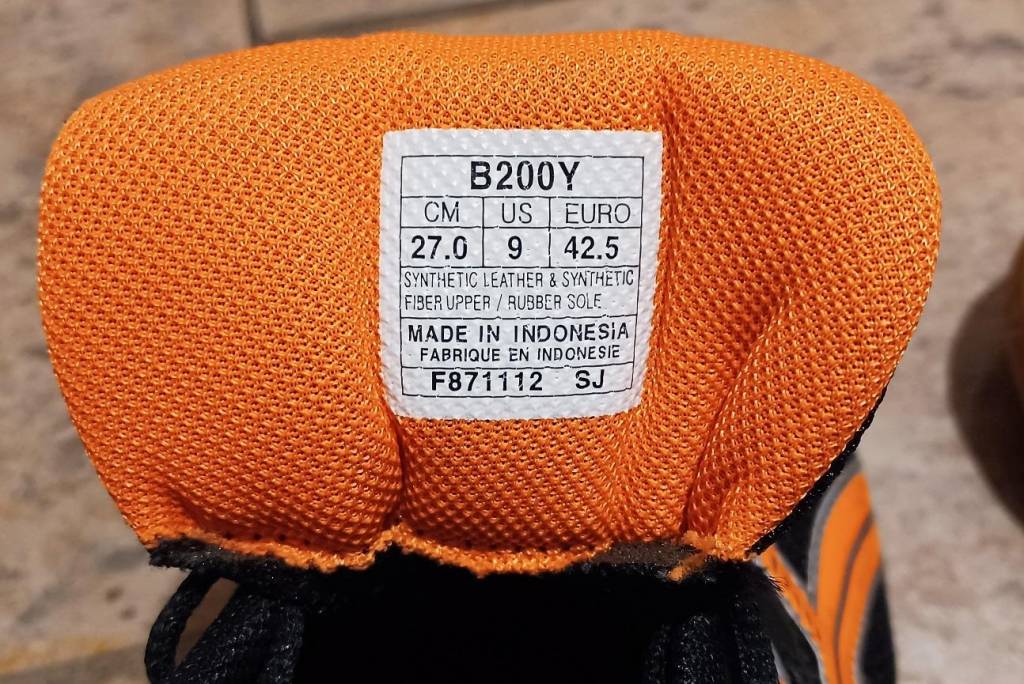 B200Y
CM US EURO
27.0 9 42.5
SYNTHETIC LEATHER & SYNTHETIC
FIBER UPPER / RUBBER SOLE
MADE IN INDONESIA
FABRIQUE EN INDONESIE
F871112 SJ